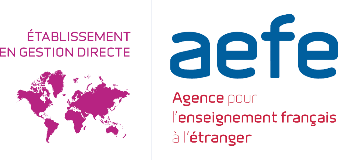 ÉTABLISSEMENT
EN GESTION DIRECTE
aefe
Agence pour
l'enseignement français
à l'étranger